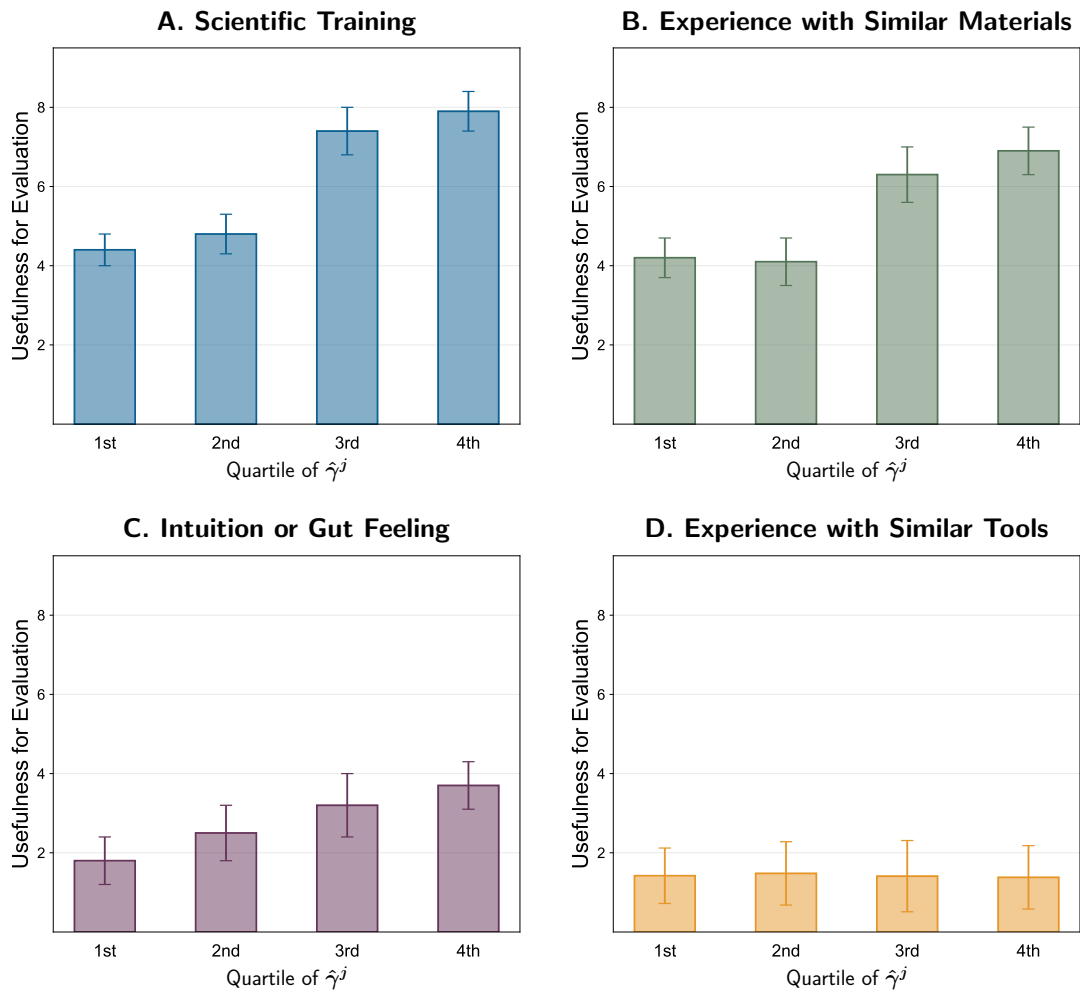 A. Scientific Training
Usefulness for Evaluation
8
6
4
2
1st 2nd 3rd 4th
Quartile of γ̂ʲ
B. Experience with Similar Materials
Usefulness for Evaluation
8
6
4
2
1st 2nd 3rd 4th
Quartile of γ̂ʲ
C. Intuition or Gut Feeling
Usefulness for Evaluation
8
6
4
2
1st 2nd 3rd 4th
Quartile of γ̂ʲ
D. Experience with Similar Tools
Usefulness for Evaluation
8
6
4
2
1st 2nd 3rd 4th
Quartile of γ̂ʲ